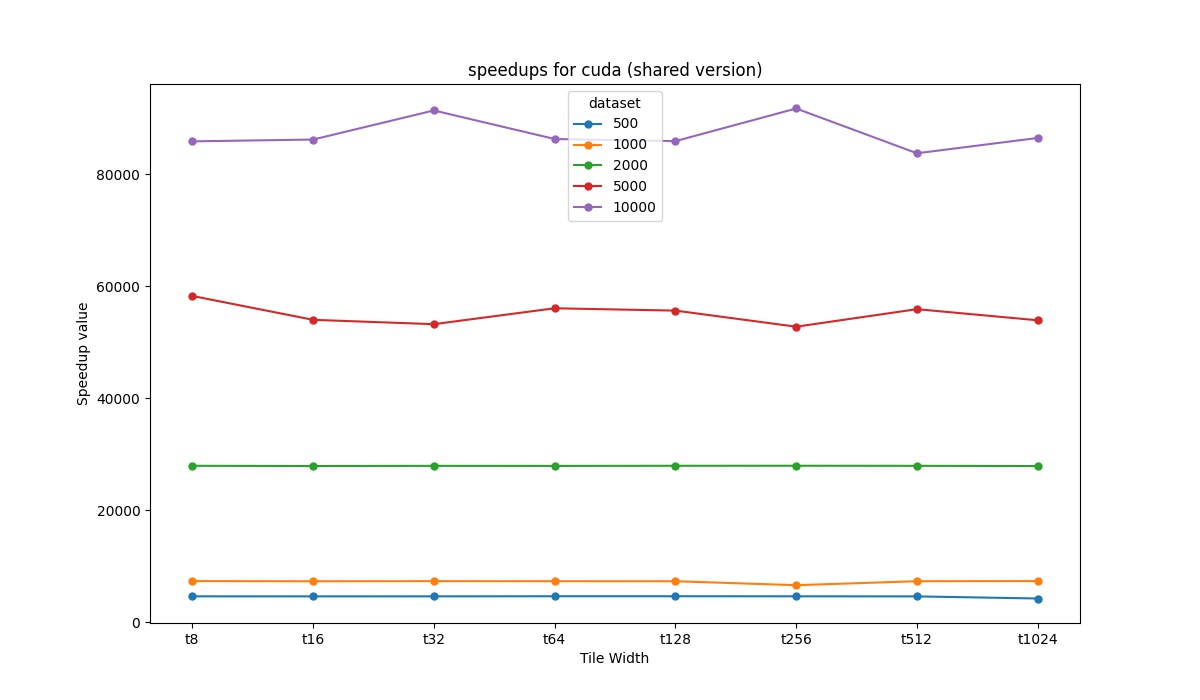 speedups for cuda (shared version)
dataset
500
1000
2000
5000
10000
Speedup value
80000
60000
40000
20000
0
t8 t16 t32 t64 t128 t256 t512 t1024
Tile Width